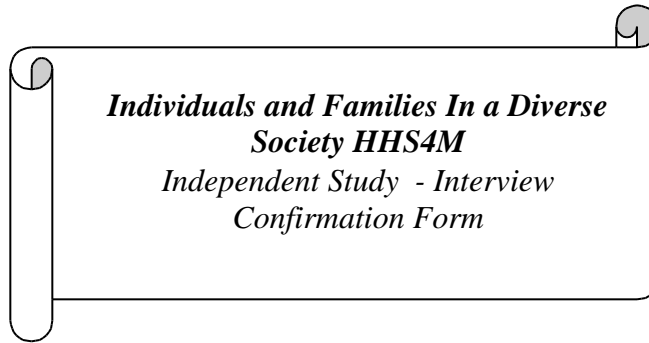 Individuals and Families In a Diverse
Society HHS4M
Independent Study - Interview
Confirmation Form